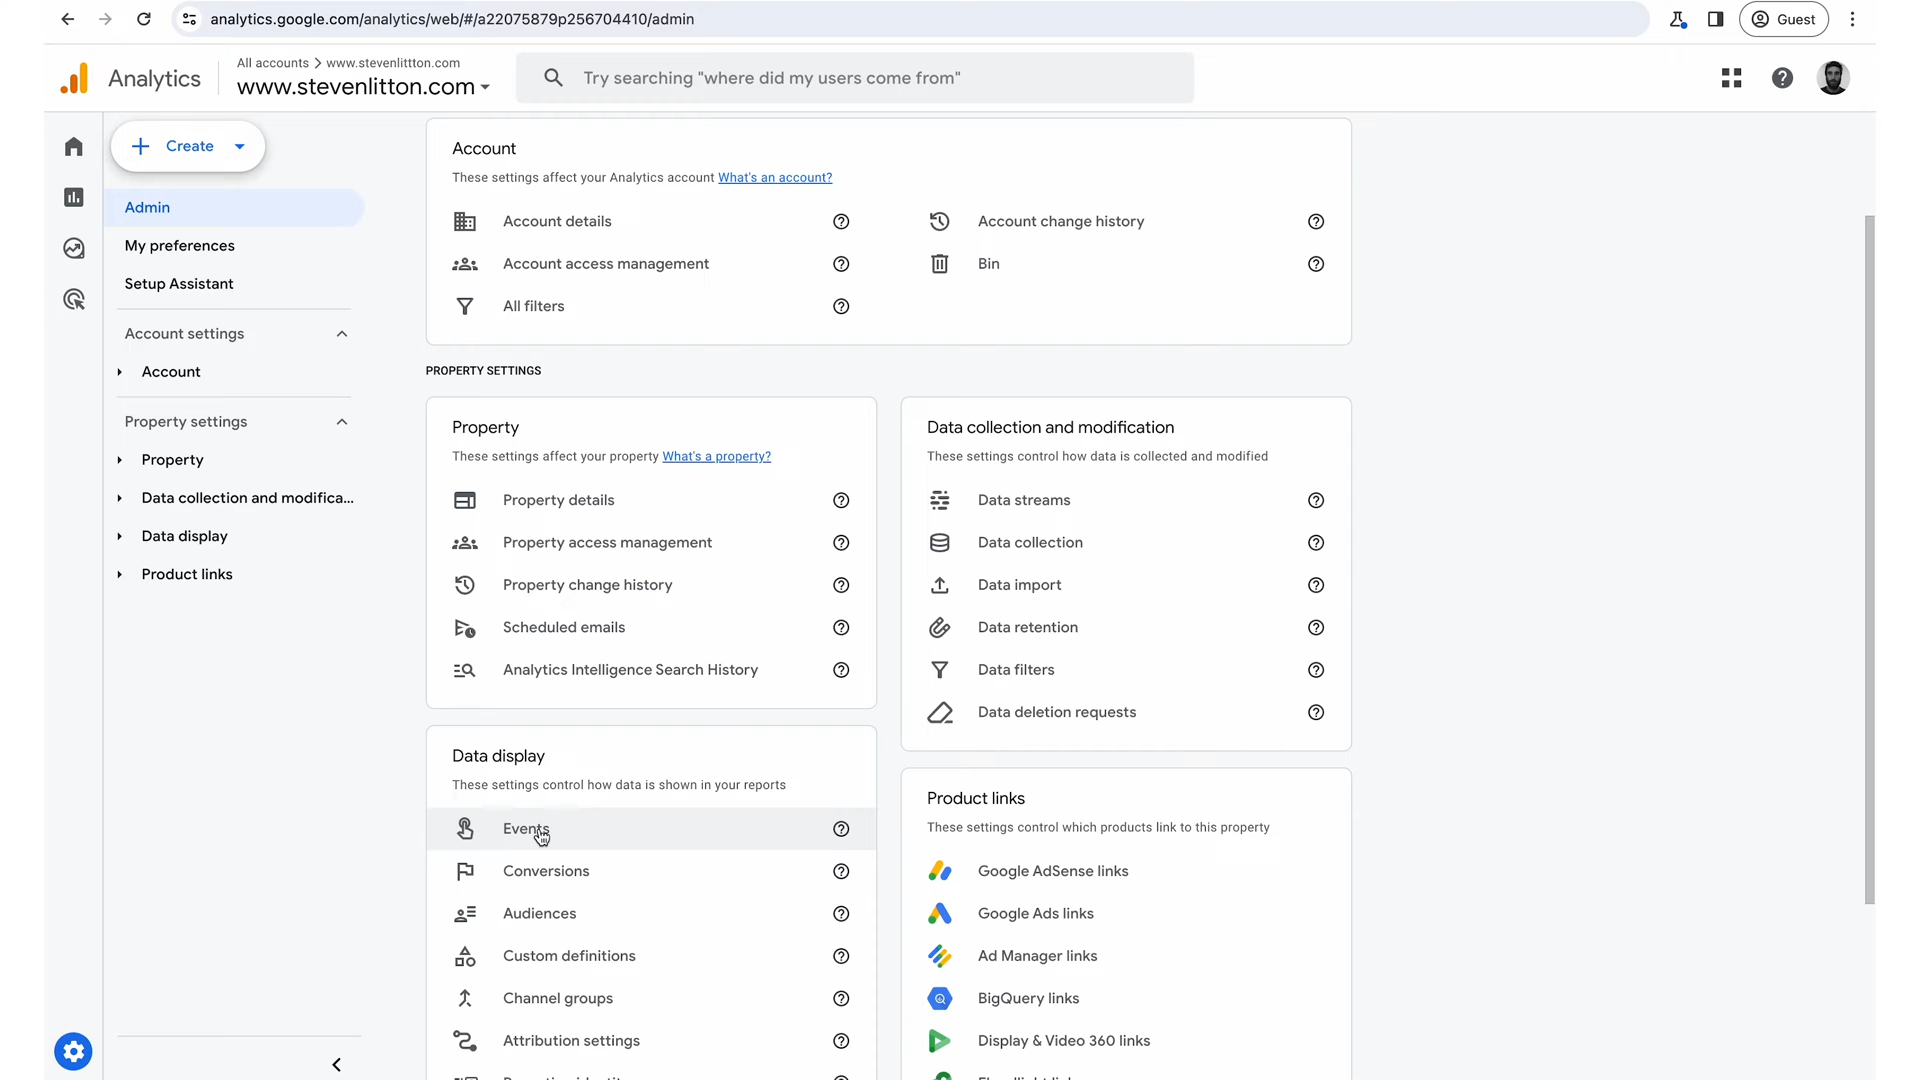 analytics.google.com/analytics/web/#/a22075879p256704410/admin
Guest
Analytics
All accounts > www.stevenlittton.com
www.stevenlitton.com
Try searching "where did my users come from"
Create
Admin
My preferences
Setup Assistant
Account settings
Account
Property settings
Property
Data collection and modifica...
Data display
Product links
Account
These settings affect your Analytics account What's an account?
Account details
Account change history
Account access management
Bin
All filters
PROPERTY SETTINGS
Property
These settings affect your property What's a property?
Property details
Property access management
Property change history
Scheduled emails
Analytics Intelligence Search History
Data collection and modification
These settings control how data is collected and modified
Data streams
Data collection
Data import
Data retention
Data filters
Data deletion requests
Data display
These settings control how data is shown in your reports
Events
Conversions
Audiences
Custom definitions
Channel groups
Attribution settings
Product links
These settings control which products link to this property
Google AdSense links
Google Ads links
Ad Manager links
BigQuery links
Display & Video 360 links